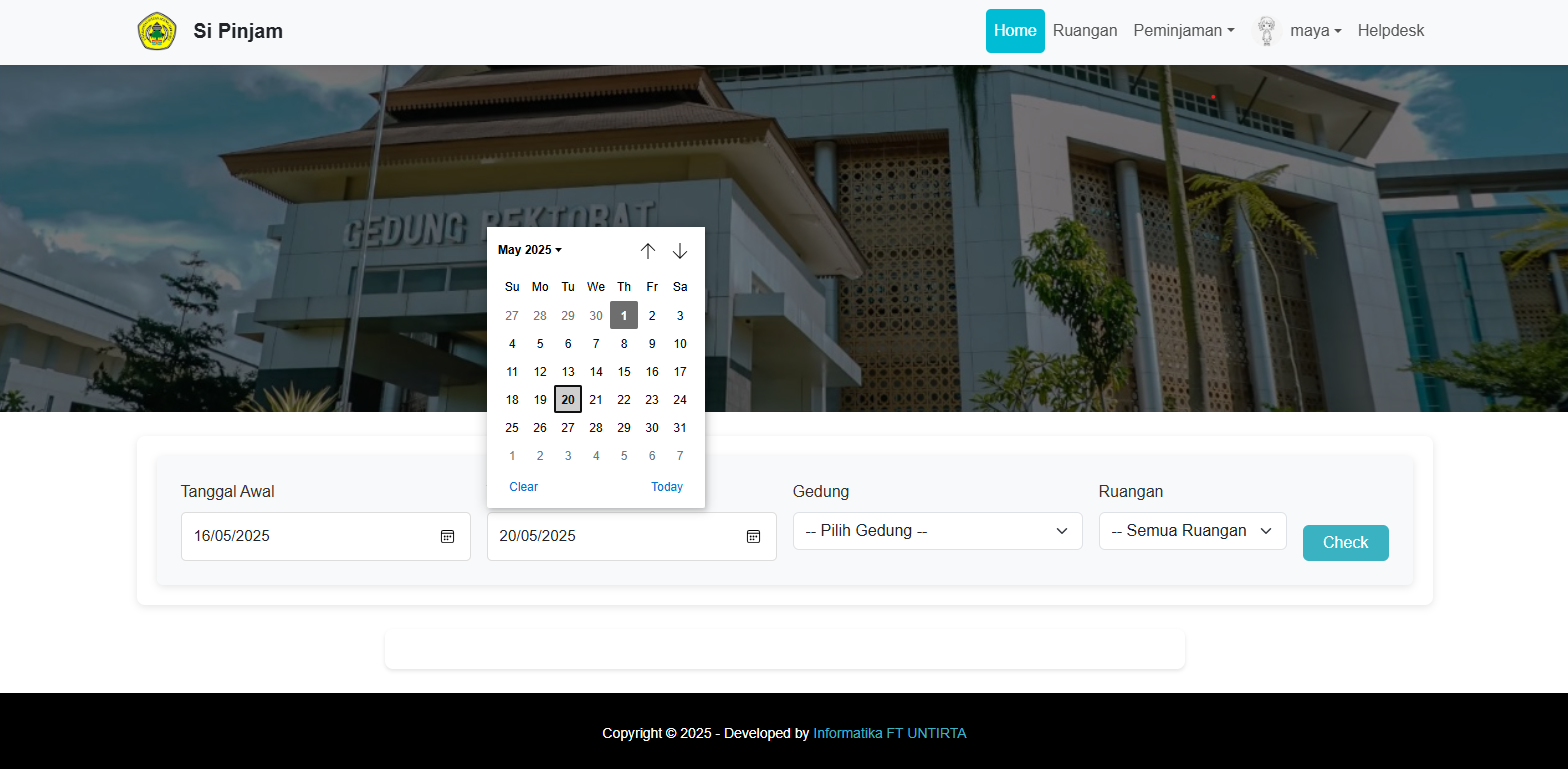 Si Pinjam
Home Ruangan Peminjaman maya Helpdesk
GEDUNG REKTORAT
May 2025
Su Mo Tu We Th Fr Sa
27 28 29 30 1 2 3
4 5 6 7 8 9 10
11 12 13 14 15 16 17
18 19 20 21 22 23 24
25 26 27 28 29 30 31
1 2 3 4 5 6 7
Clear Today
Tanggal Awal
16/05/2025
20/05/2025
Gedung
-- Pilih Gedung --
Ruangan
-- Semua Ruangan
Check
Copyright © 2025 - Developed by Informatika FT UNTIRTA